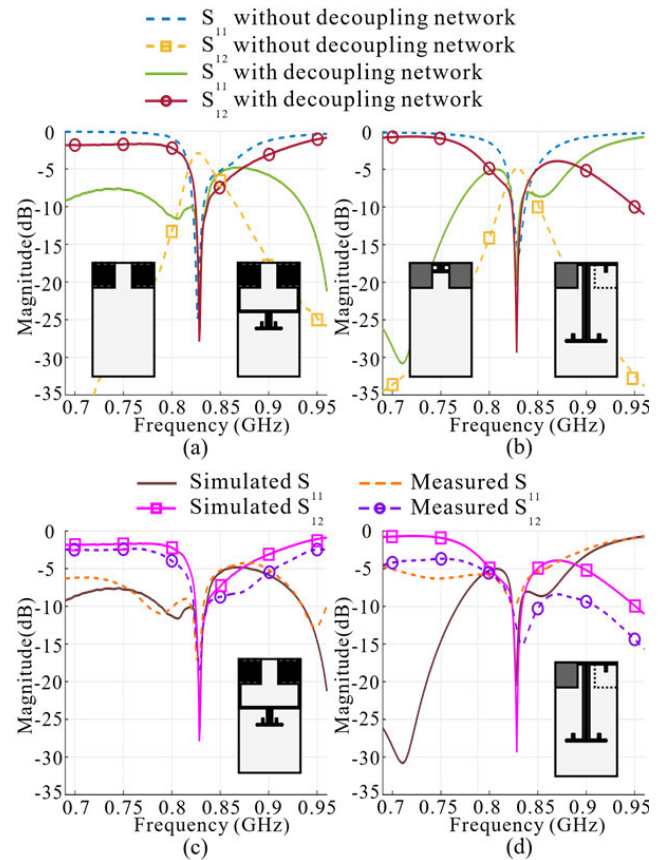 S11 without decoupling network
S12 without decoupling network
S11 with decoupling network
S12 with decoupling network
0
-5
-10
-15
-20
-25
-30
-35
Magnitude(dB)
0.7 0.75 0.8 0.85 0.9 0.95
Frequency (GHz)
(a)
0
-5
-10
-15
-20
-25
-30
-35
Magnitude(dB)
0.7 0.75 0.8 0.85 0.9 0.95
Frequency (GHz)
(b)
Simulated S11
Simulated S12
Measured S11
Measured S12
0
-5
-10
-15
-20
-25
-30
-35
Magnitude(dB)
0.7 0.75 0.8 0.85 0.9 0.95
Frequency (GHz)
(c)
0
-5
-10
-15
-20
-25
-30
-35
Magnitude(dB)
0.7 0.75 0.8 0.85 0.9 0.95
Frequency (GHz)
(d)